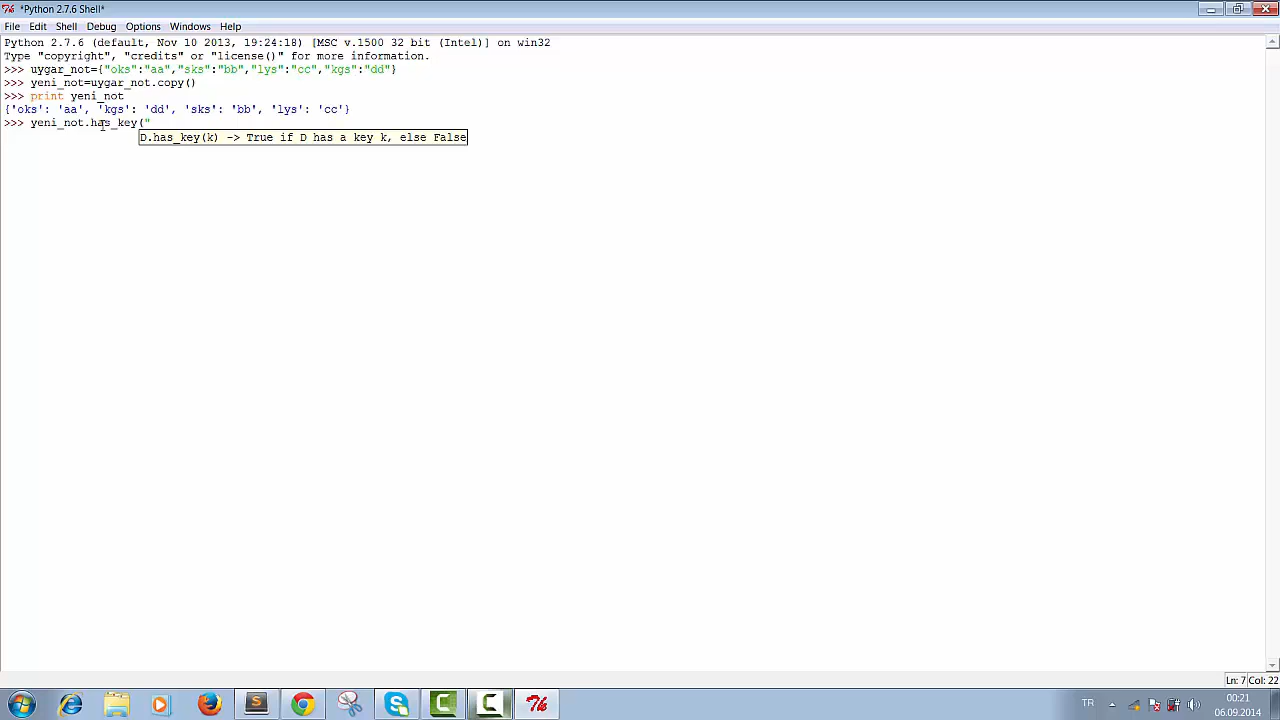 *Python 2.7.6 Shell*
File Edit Shell Debug Options Windows Help
Python 2.7.6 (default, Nov 10 2013, 19:24:18) [MSC v.1500 32 bit (Intel)] on win32
Type "copyright", "credits" or "license()" for more information.
>>> uygar_not={"oks":"aa","sks":"bb","lys":"cc","kgs":"dd"}
>>> yeni_not=uygar_not.copy()
>>> print yeni_not
{'oks': 'aa', 'kgs': 'dd', 'sks': 'bb', 'lys': 'cc'}
>>> yeni_not.has_key("
D.has_key(k) -> True if D has a key k, else False
Ln: 7 Col: 22
TR 00:21
06.09.2014